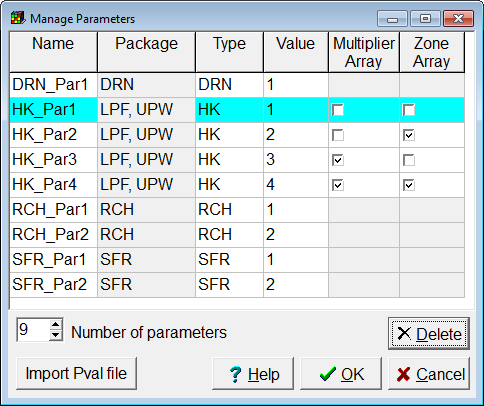 Manage Parameters
Name Package Type Value Multiplier Array Zone Array
DRN_Par1 DRN DRN 1
HK_Par1 LPF, UPW HK 1
HK_Par2 LPF, UPW HK 2
HK_Par3 LPF, UPW HK 3
HK_Par4 LPF, UPW HK 4
RCH_Par1 RCH RCH 1
RCH_Par2 RCH RCH 2
SFR_Par1 SFR SFR 1
SFR_Par2 SFR SFR 2
9 Number of parameters Delete
Import Pval file ? Help OK Cancel